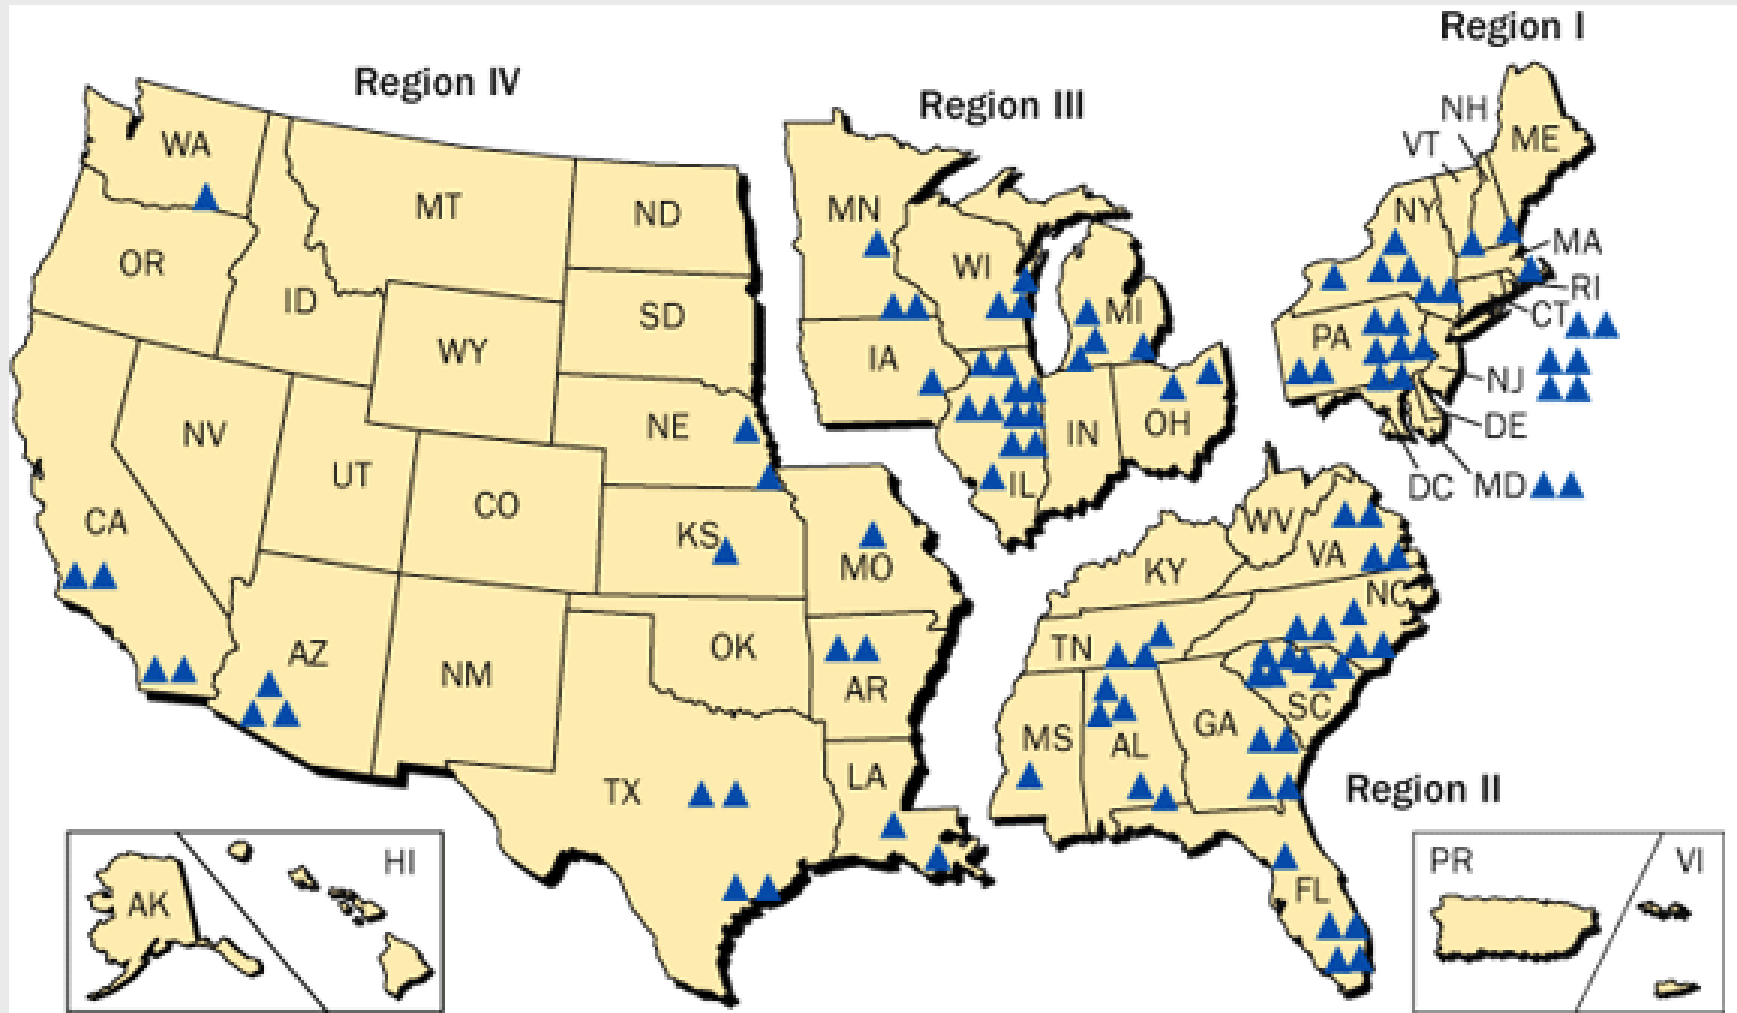 Region I
Region IV
Region III
NH
VT
ME
WA
MT
ND
MN
NY
MA
OR
WI
RI
ID
SD
MI
CT
WY
IA
PA
NJ
NE
NV
IN
OH
DE
UT
CO
IL
DC
MD
CA
KS
WV
MO
VA
KY
NC
AZ
OK
TN
NM
AR
SC
MS
AL
GA
TX
LA
Region II
HI
PR
VI
AK
FL